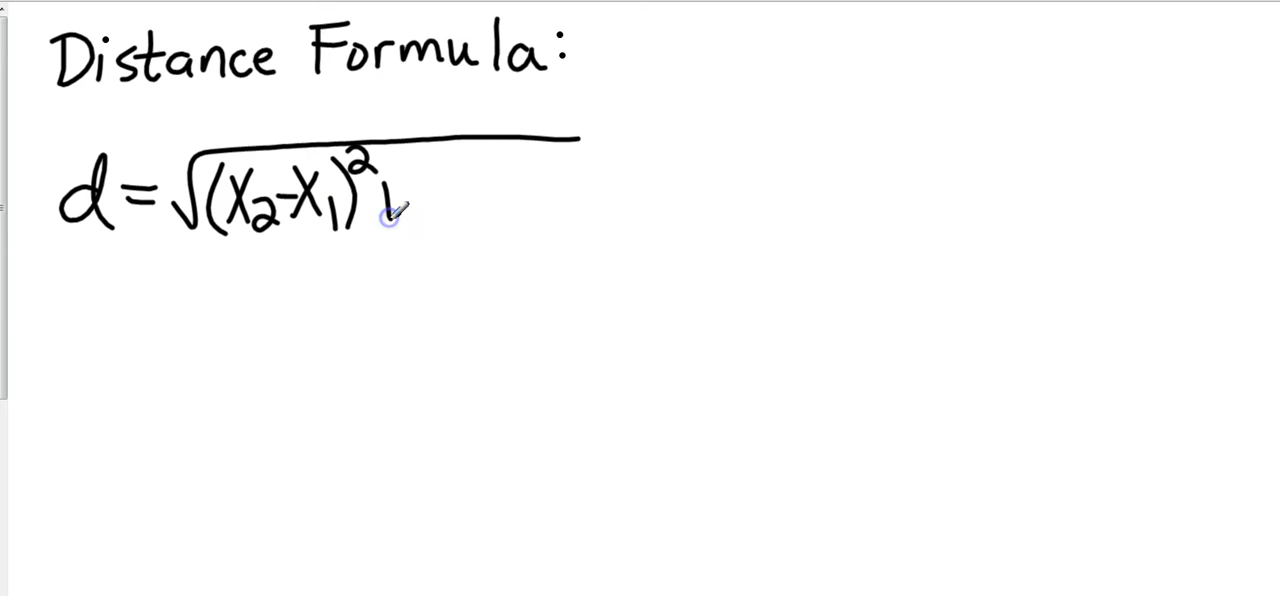 Distance Formula:
d = √(x₂-x₁)²